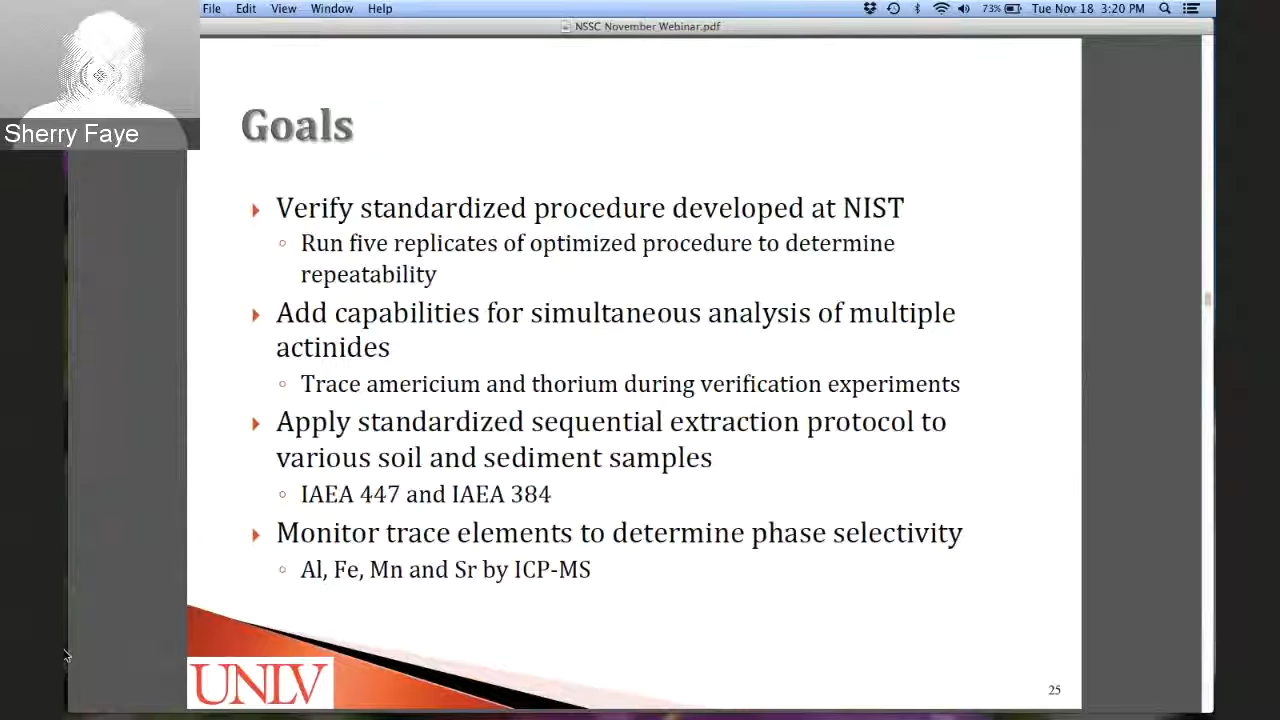 File Edit View Window Help 73% Tue Nov 18 3:20 PM
NSSC November Webinar.pdf
Sherry Faye
Goals
Verify standardized procedure developed at NIST
Run five replicates of optimized procedure to determine
repeatability
Add capabilities for simultaneous analysis of multiple
actinides
Trace americium and thorium during verification experiments
Apply standardized sequential extraction protocol to
various soil and sediment samples
IAEA 447 and IAEA 384
Monitor trace elements to determine phase selectivity
Al, Fe, Mn and Sr by ICP-MS
UNLV
25